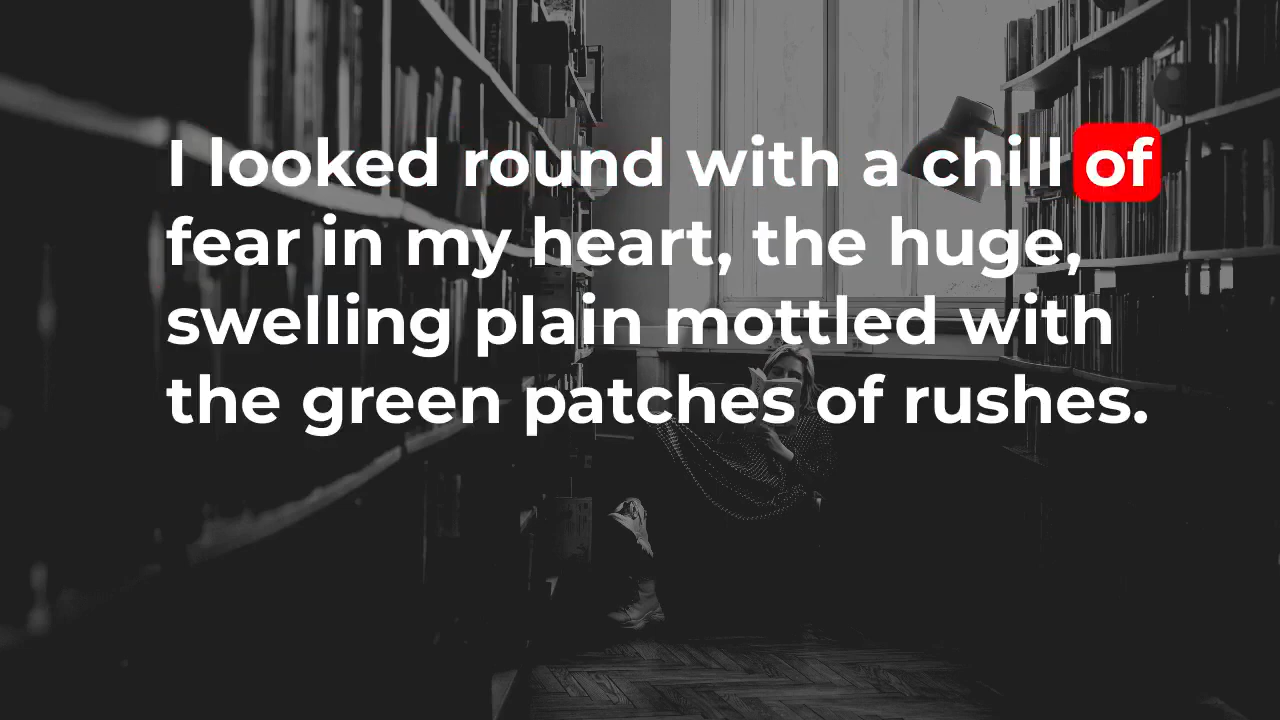 I looked round with a chill of
fear in my heart, the huge,
swelling plain mottled with
the green patches of rushes.